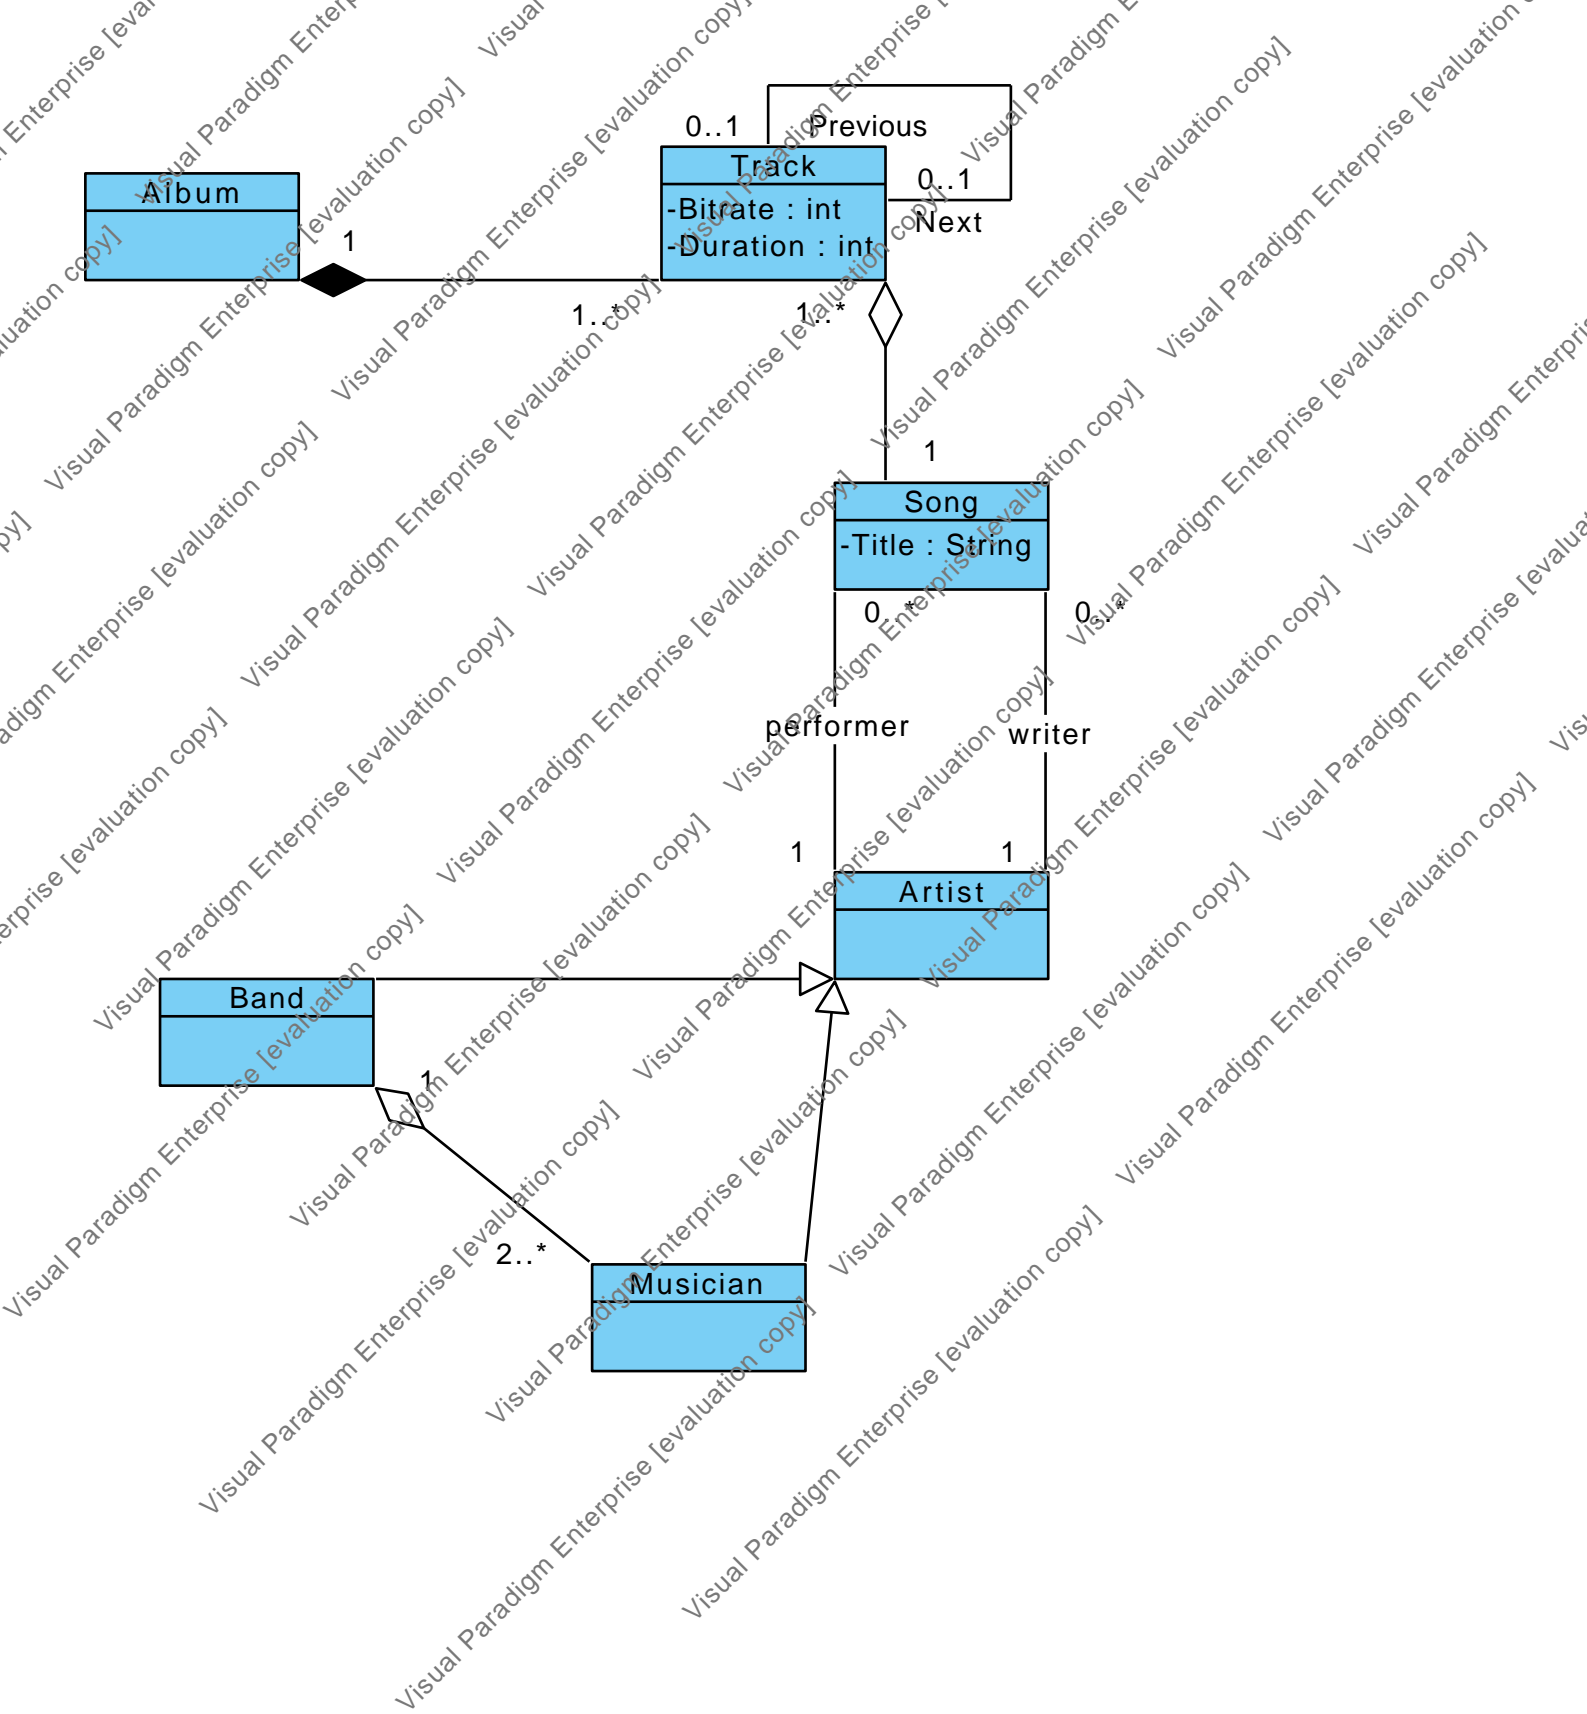 0..1
Previous
Track
0..1
Next
-Bitrate : int
-Duration : int
Album
1
1..*
1..*
1
Song
-Title : String
0..*
0..*
performer
writer
1
1
Artist
Band
1
2..*
Musician
Visual Paradigm Enterprise [evaluation copy]